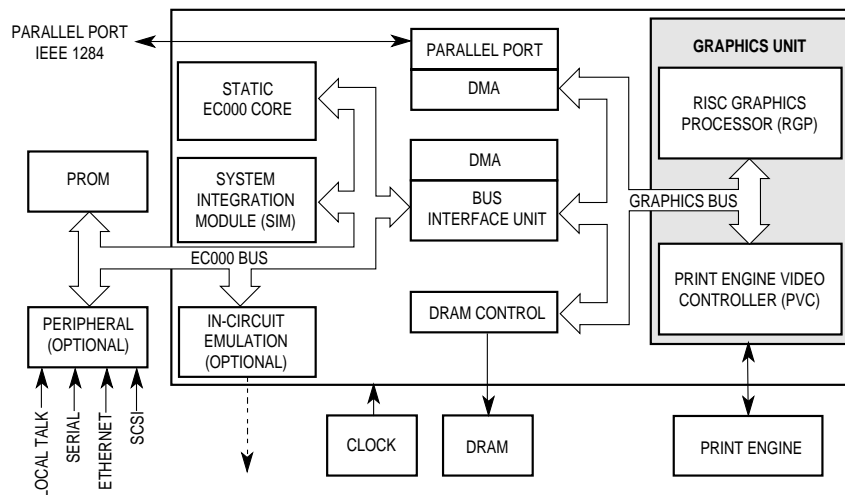 PARALLEL PORT
IEEE 1284
PARALLEL PORT
DMA
GRAPHICS UNIT
STATIC
EC000 CORE
RISC GRAPHICS
PROCESSOR (RGP)
PROM
SYSTEM
INTEGRATION
MODULE (SIM)
DMA
BUS
INTERFACE UNIT
GRAPHICS BUS
EC000 BUS
PRINT ENGINE VIDEO
CONTROLLER (PVC)
PERIPHERAL
(OPTIONAL)
IN-CIRCUIT
EMULATION
(OPTIONAL)
DRAM CONTROL
LOCAL TALK
SERIAL
ETHERNET
SCSI
CLOCK
DRAM
PRINT ENGINE